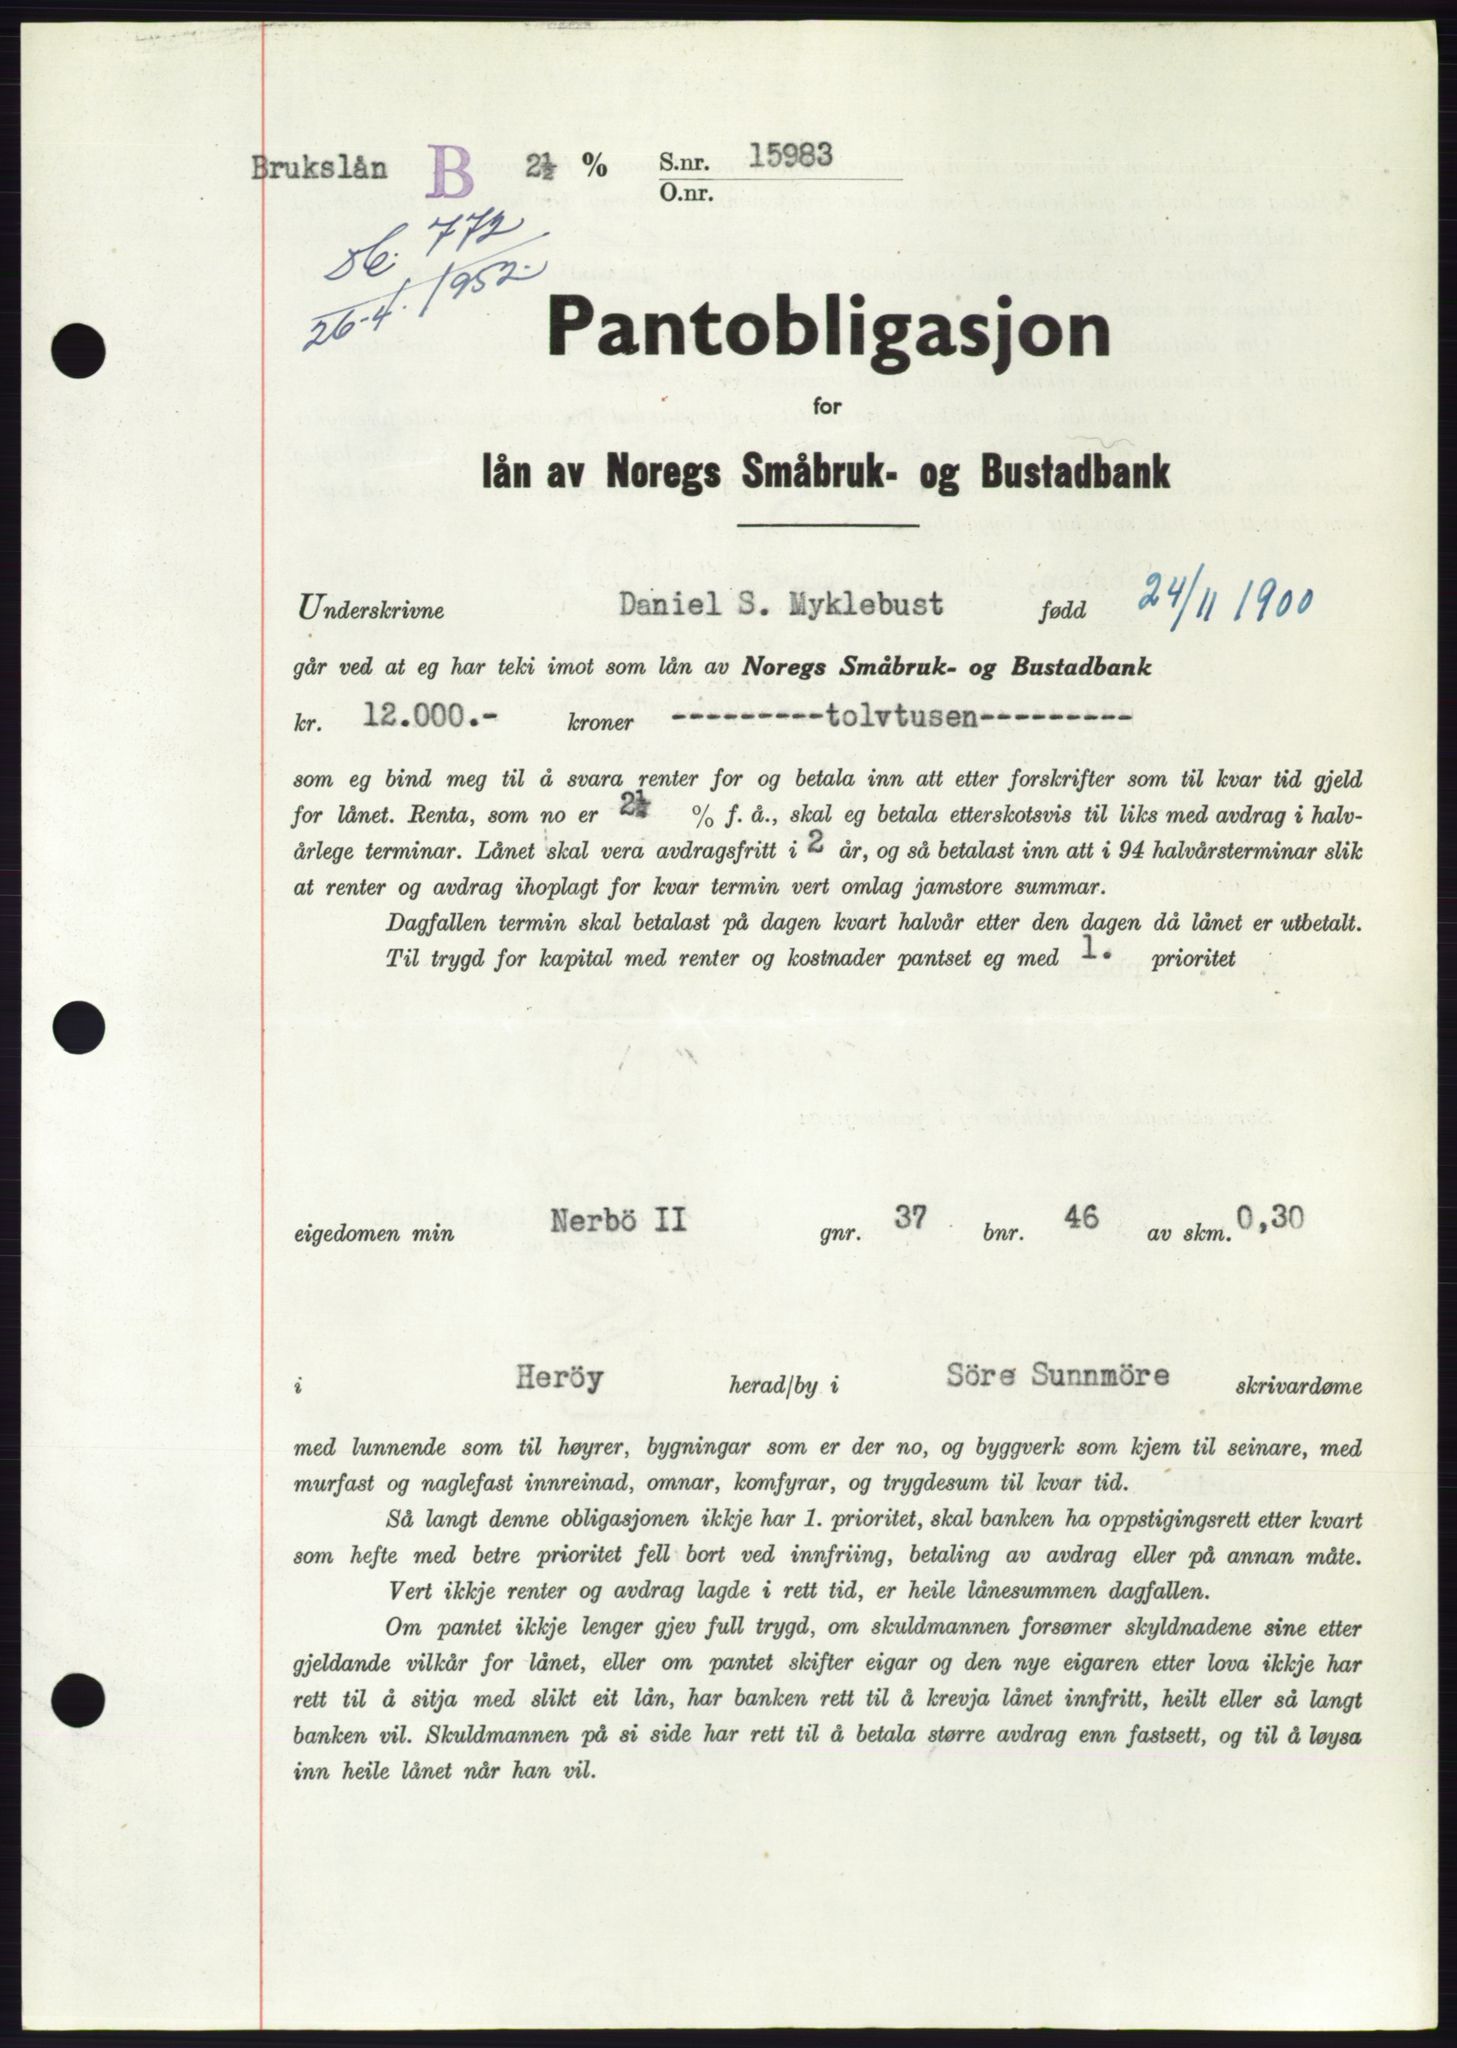 Brukslån B 2½ % S.nr. 15983
O.nr.
Db. 772
26-4. 1952.
Pantobligasjon
for
lån av Noregs Småbruk- og Bustadbank
Underskrivne Daniel S. Myklebust fødd 24/11 1900
går ved at eg har teki imot som lån av Noregs Småbruk- og Bustadbank
kr. 12.000.- kroner ---------tolvtusen---------
som eg bind meg til å svara renter for og betala inn att etter forskrifter som til kvar tid gjeld
for lånet. Renta, som no er 2½ % f. å., skal eg betala etterskotsvis til liks med avdrag i halv-
årlege terminar. Lånet skal vera avdragsfritt i 2 år, og så betalast inn att i 94 halvårsterminar slik
at renter og avdrag ihoplagt for kvar termin vert omlag jamstore summar.
Dagfallen termin skal betalast på dagen kvart halvår etter den dagen då lånet er utbetalt.
Til trygd for kapital med renter og kostnader pantset eg med 1. prioritet
eigedomen min Nerbö II gnr. 37 bnr. 46 av skm. 0,30
i Heröy herad/by i Söre Sunnmöre skrivardøme
med lunnende som til høyrer, bygningar som er der no, og byggverk som kjem til seinare, med
murfast og naglefast innreinad, omnar, komfyrar, og trygdesum til kvar tid.
Så langt denne obligasjonen ikkje har 1. prioritet, skal banken ha oppstigingsrett etter kvart
som hefte med betre prioritet fell bort ved innfriing, betaling av avdrag eller på annan måte.
Vert ikkje renter og avdrag lagde i rett tid, er heile lånesummen dagfallen.
Om pantet ikkje lenger gjev full trygd, om skuldmannen forsømer skyldnadene sine etter
gjeldande vilkår for lånet, eller om pantet skifter eigar og den nye eigaren etter lova ikkje har
rett til å sitja med slikt eit lån, har banken rett til å krevja lånet innfritt, heilt eller så langt
banken vil. Skuldmannen på si side har rett til å betala større avdrag enn fastsett, og til å løysa
inn heile lånet når han vil.